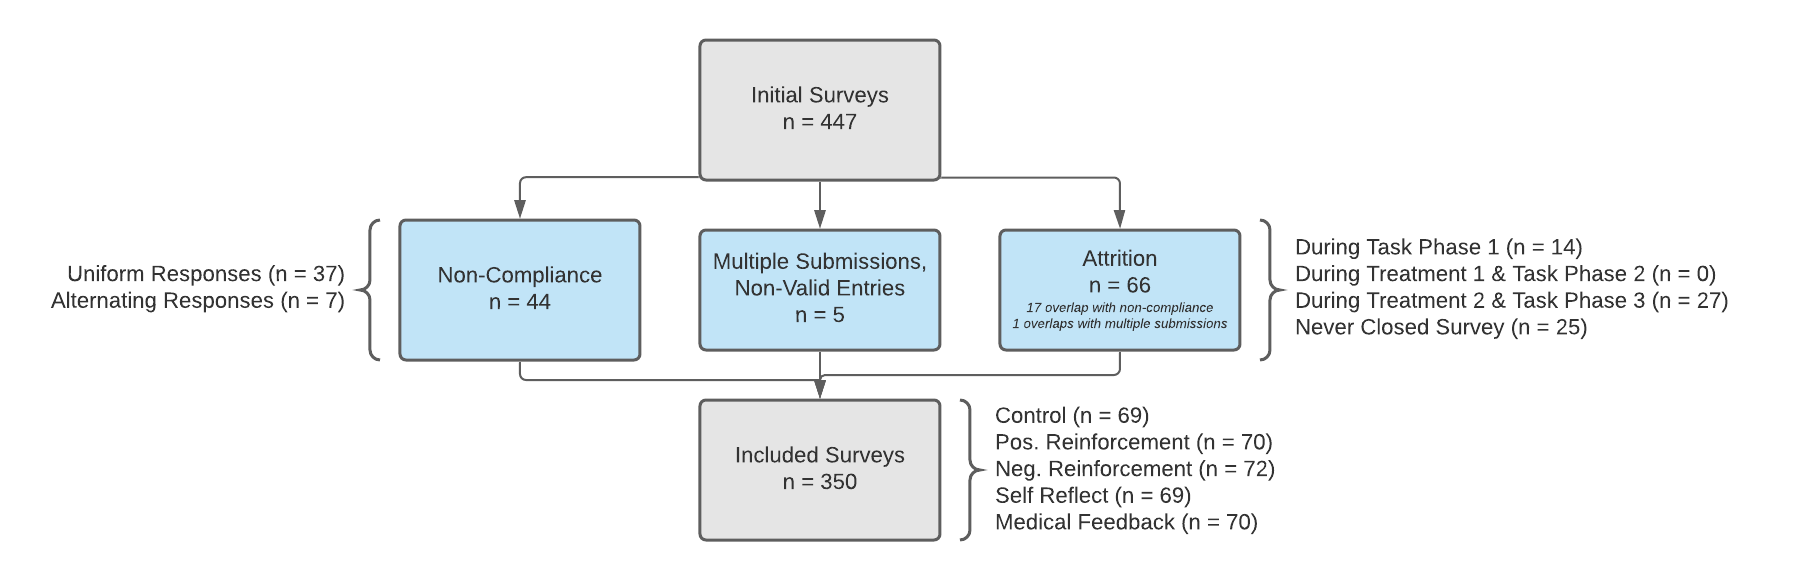 Initial Surveys
n = 447
Uniform Responses (n = 37)
Alternating Responses (n = 7)
Non-Compliance
n = 44
Multiple Submissions,
Non-Valid Entries
n = 5
Attrition
n = 66
17 overlap with non-compliance
1 overlaps with multiple submissions
During Task Phase 1 (n = 14)
During Treatment 1 & Task Phase 2 (n = 0)
During Treatment 2 & Task Phase 3 (n = 27)
Never Closed Survey (n = 25)
Included Surveys
n = 350
Control (n = 69)
Pos. Reinforcement (n = 70)
Neg. Reinforcement (n = 72)
Self Reflect (n = 69)
Medical Feedback (n = 70)